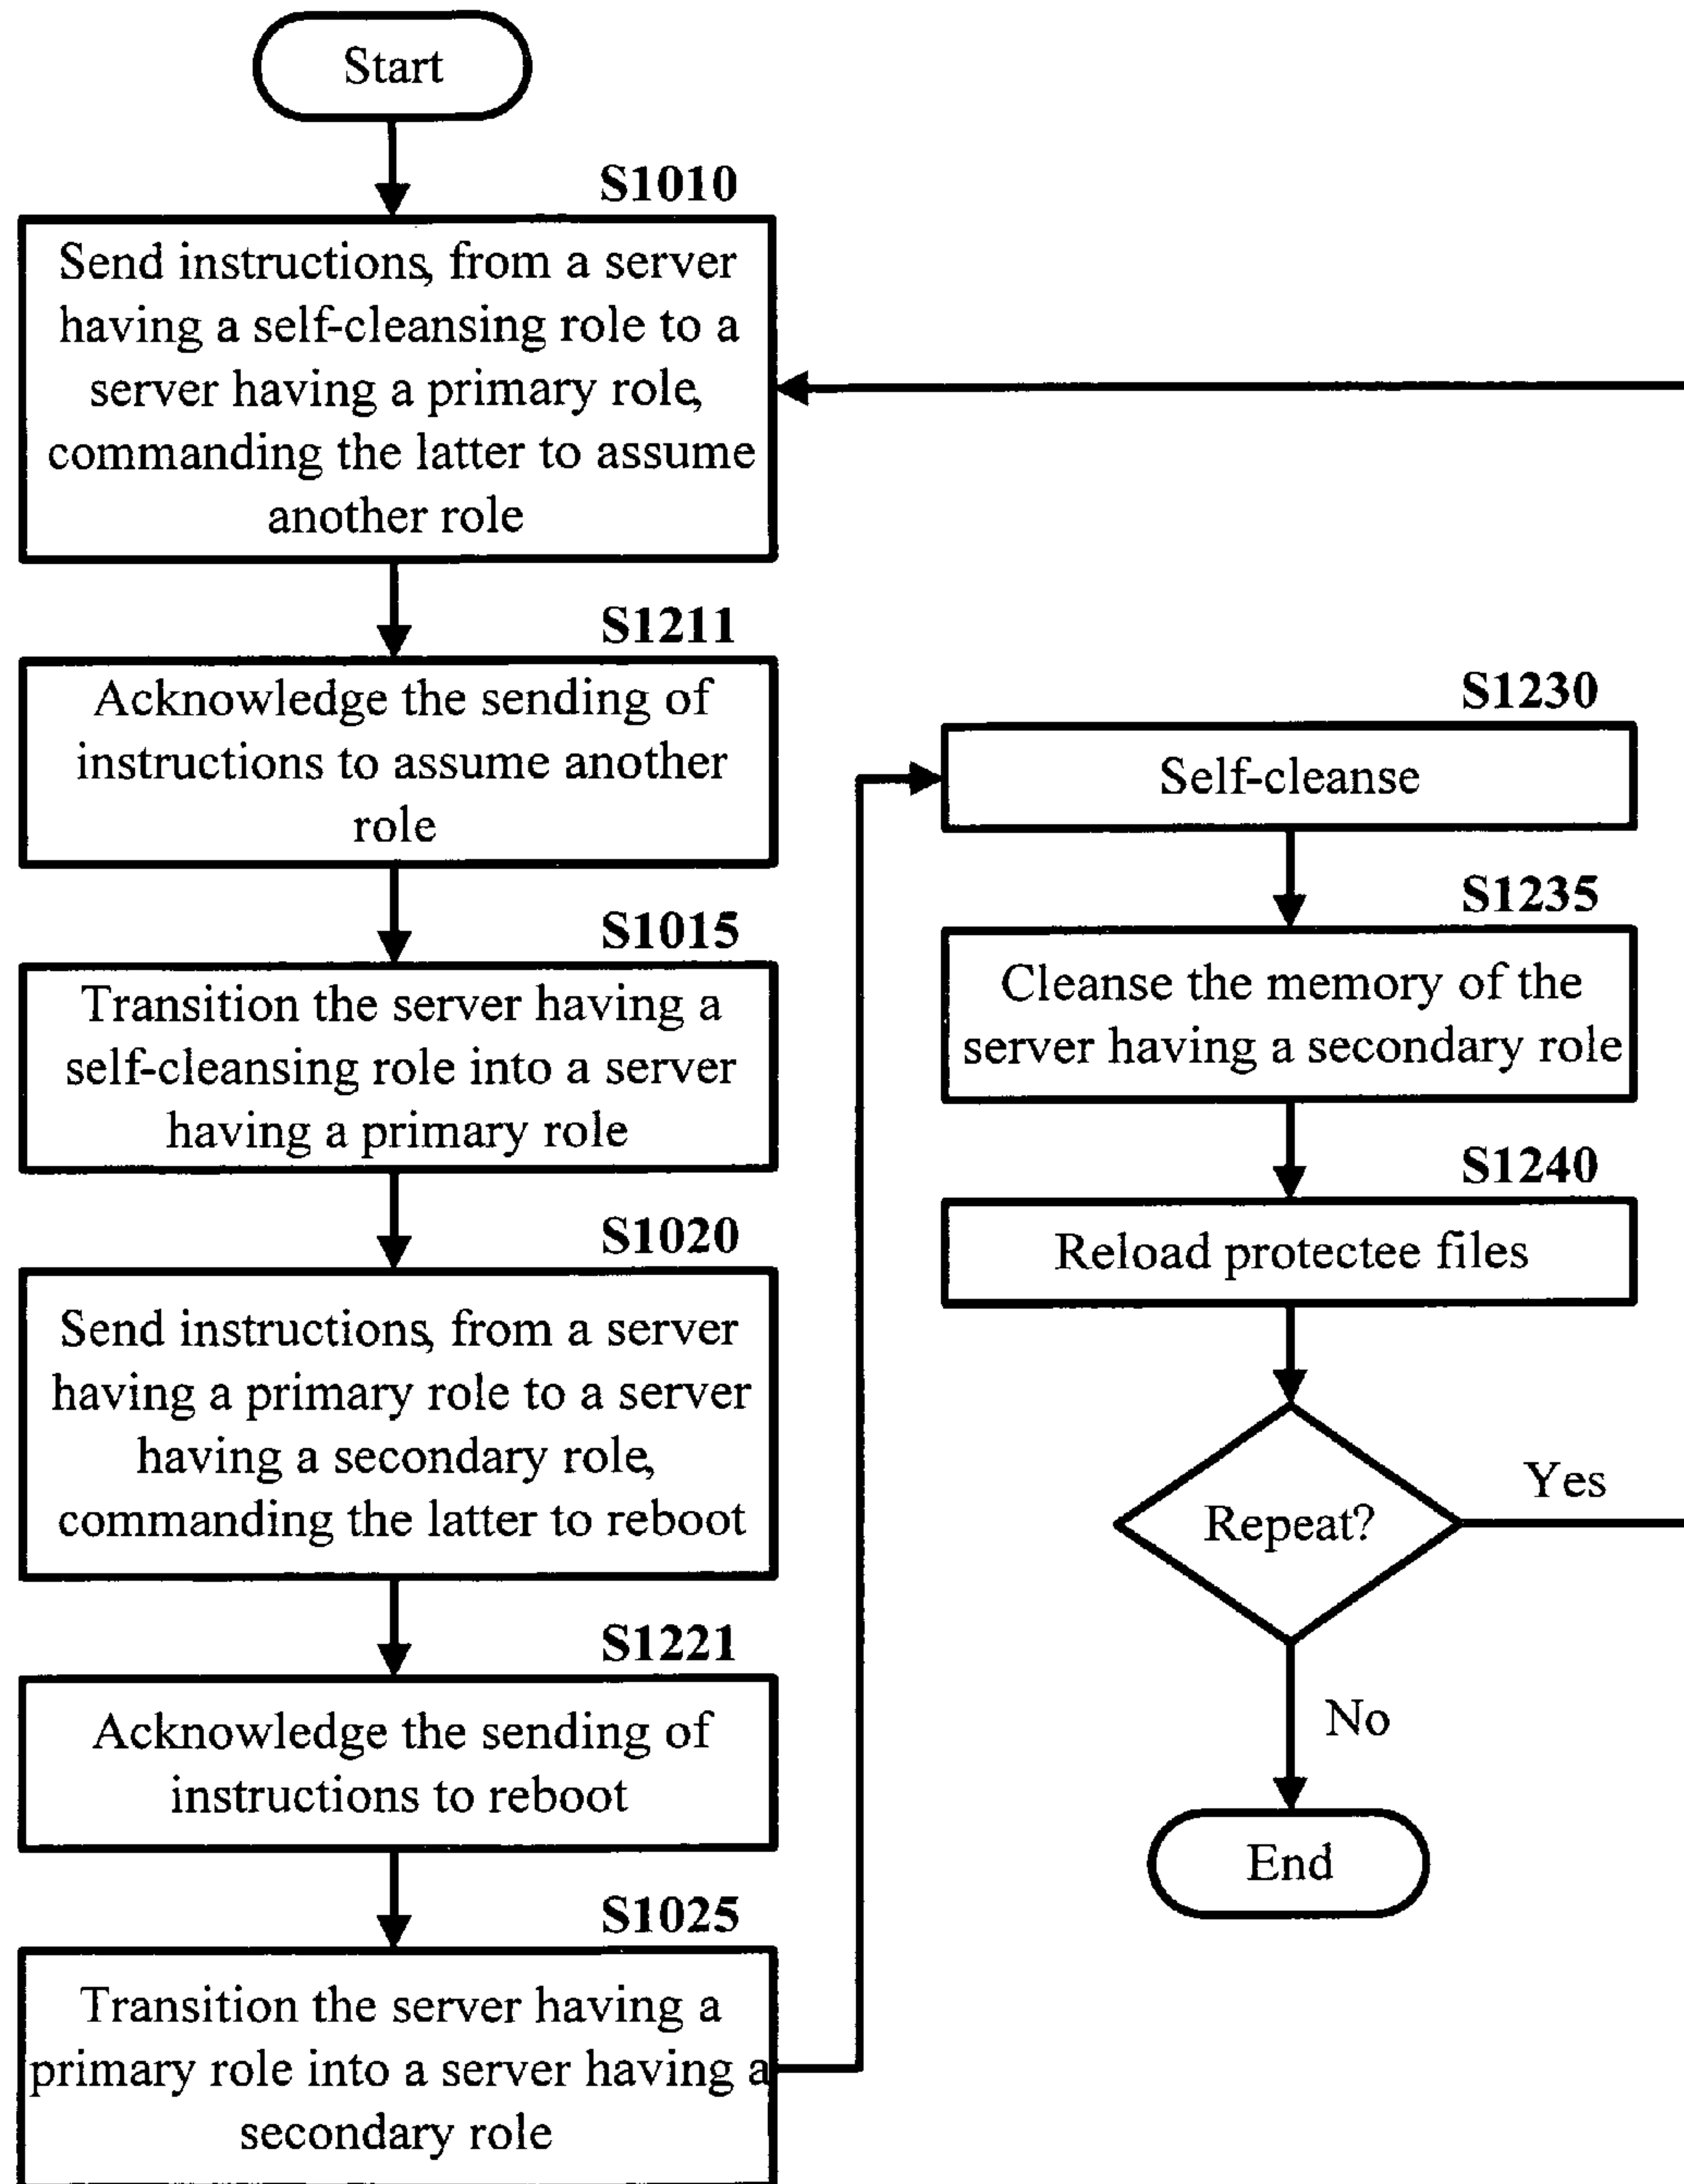 Start
S1010
Send instructions, from a server
having a self-cleansing role to a
server having a primary role,
commanding the latter to assume
another role
S1211
Acknowledge the sending of
instructions to assume another
role
S1015
Transition the server having a
self-cleansing role into a server
having a primary role
S1020
Send instructions, from a server
having a primary role to a server
having a secondary role,
commanding the latter to reboot
S1221
Acknowledge the sending of
instructions to reboot
S1025
Transition the server having a
primary role into a server having a
secondary role
S1230
Self-cleanse
S1235
Cleanse the memory of the
server having a secondary role
S1240
Reload protectee files
Repeat?
Yes
No
End